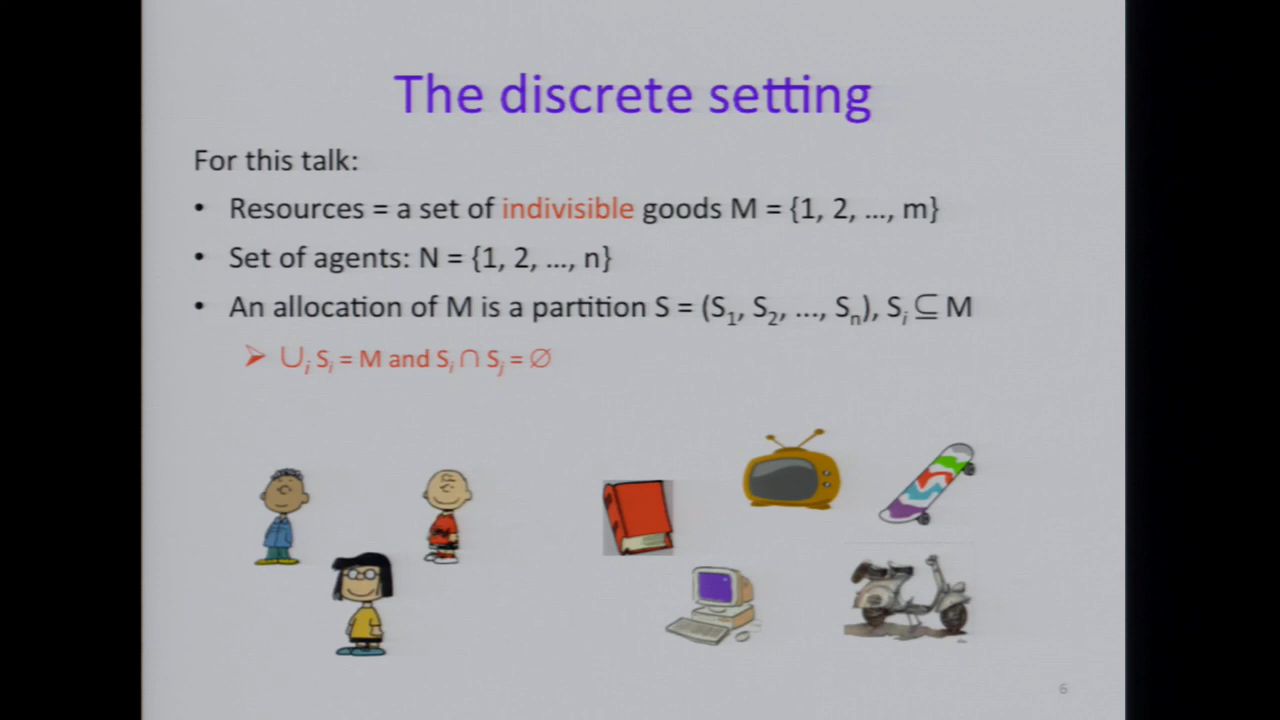 The discrete setting
For this talk:
• Resources = a set of indivisible goods M = {1, 2, ..., m}
• Set of agents: N = {1, 2, ..., n}
• An allocation of M is a partition S = (S₁, S₂, ..., Sₙ), Sᵢ ⊆ M
➢ ∪ᵢ Sᵢ = M and Sᵢ ∩ Sⱼ = ∅
6